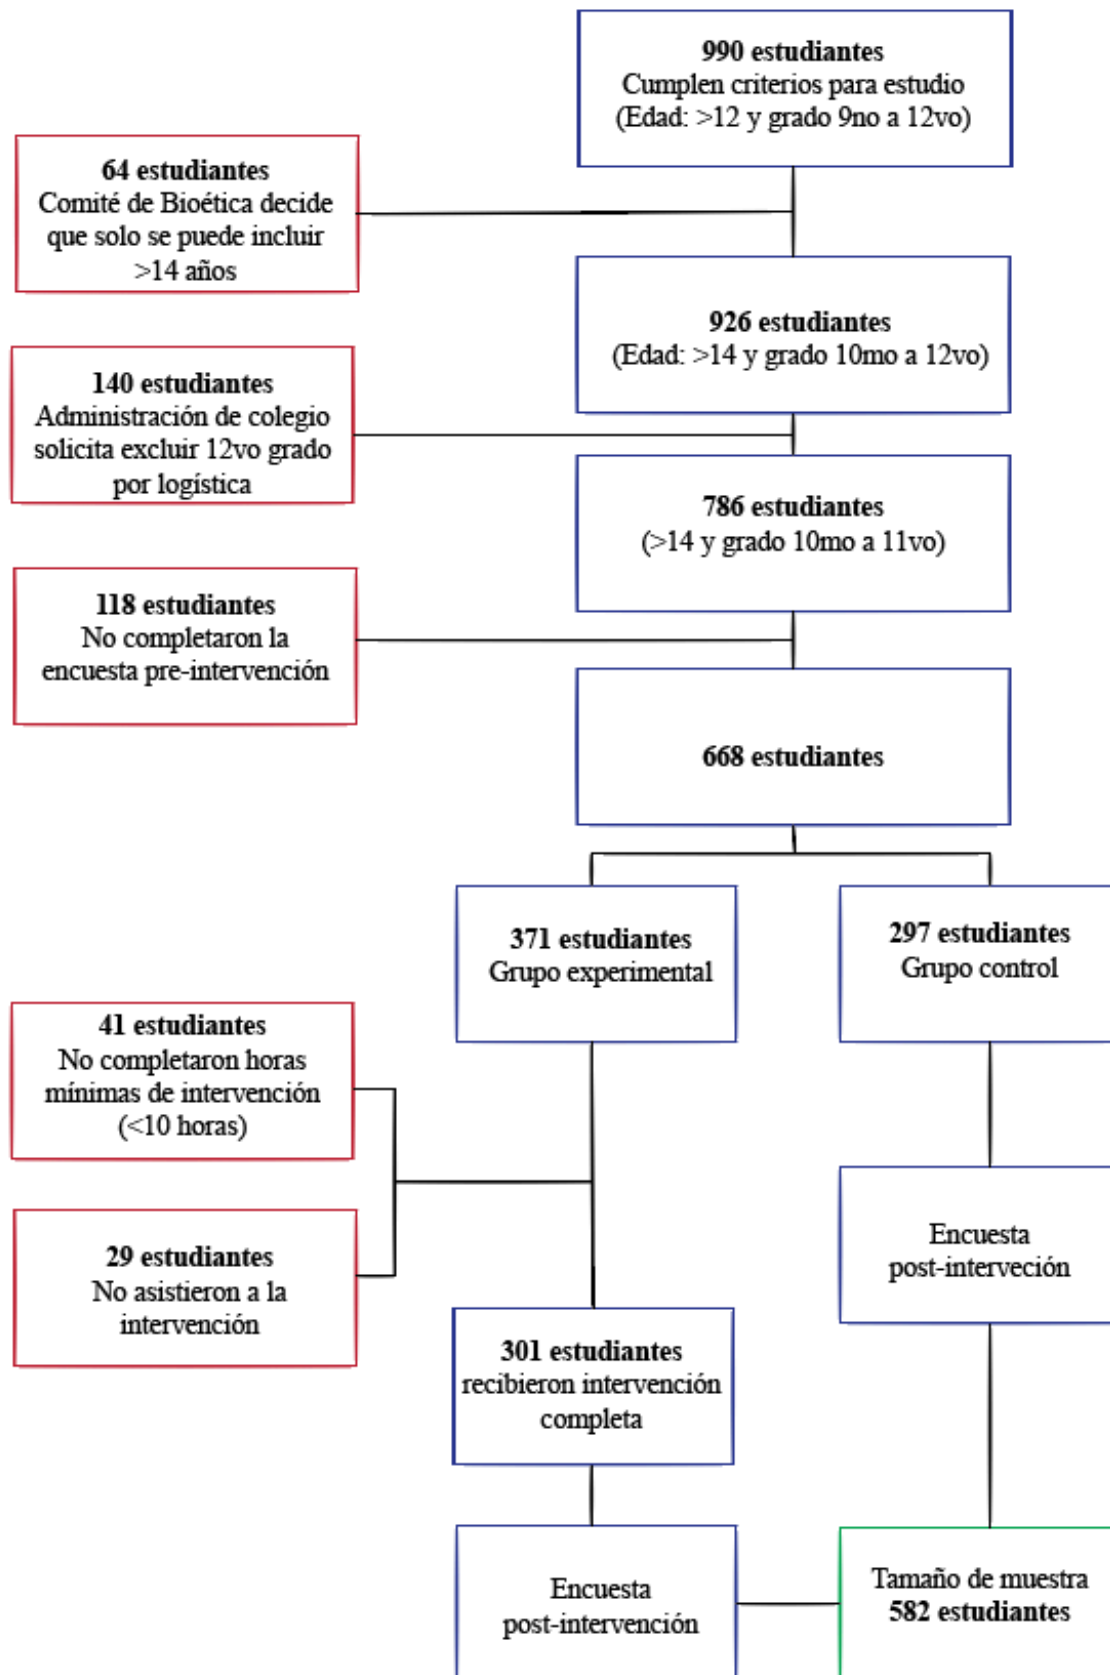 990 estudiantes
Cumplen criterios para estudio
(Edad: >12 y grado 9no a 12vo)
64 estudiantes
Comité de Bioética decide
que solo se puede incluir
>14 años
926 estudiantes
(Edad: >14 y grado 10mo a 12vo)
140 estudiantes
Administración de colegio
solicita excluir 12vo grado
por logística
786 estudiantes
(>14 y grado 10mo a 11vo)
118 estudiantes
No completaron la
encuesta pre-intervención
668 estudiantes
371 estudiantes
Grupo experimental
297 estudiantes
Grupo control
41 estudiantes
No completaron horas
mínimas de intervención
(<10 horas)
29 estudiantes
No asistieron a la
intervención
Encuesta
post-interveción
301 estudiantes
recibieron intervención
completa
Encuesta
post-intervención
Tamaño de muestra
582 estudiantes